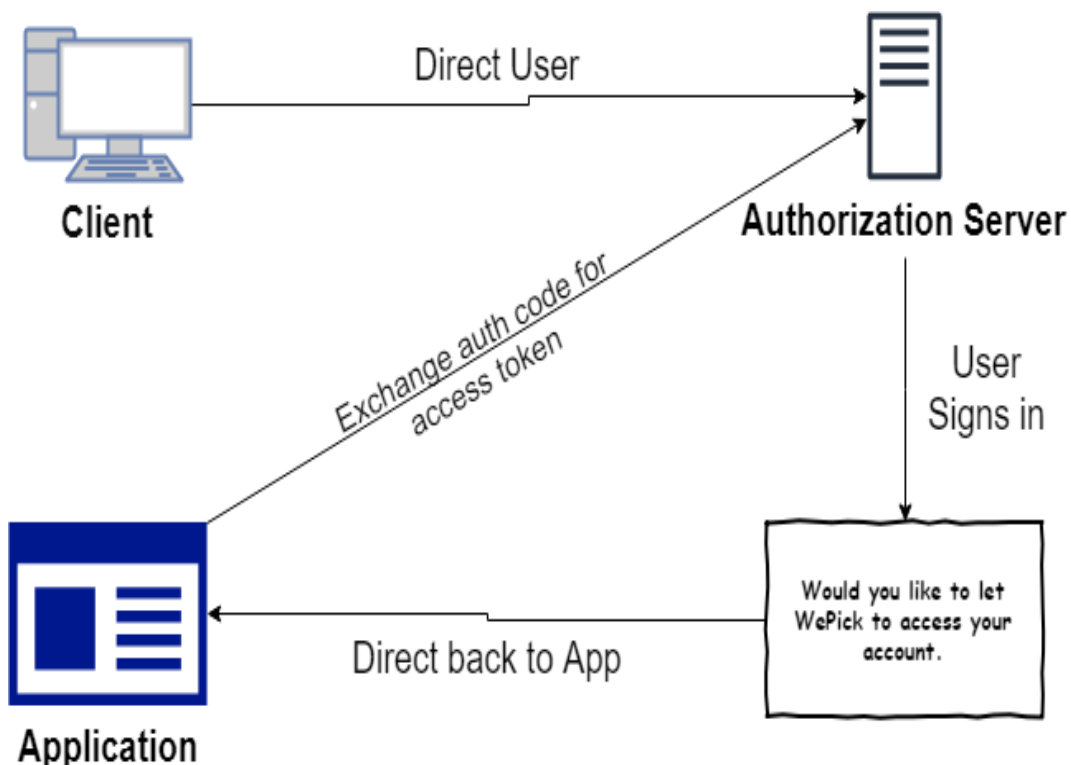 Direct User
Client
Authorization Server
Exchange auth code for
access token
User
Signs in
Would you like to let
WePick to access your
account.
Direct back to App
Application